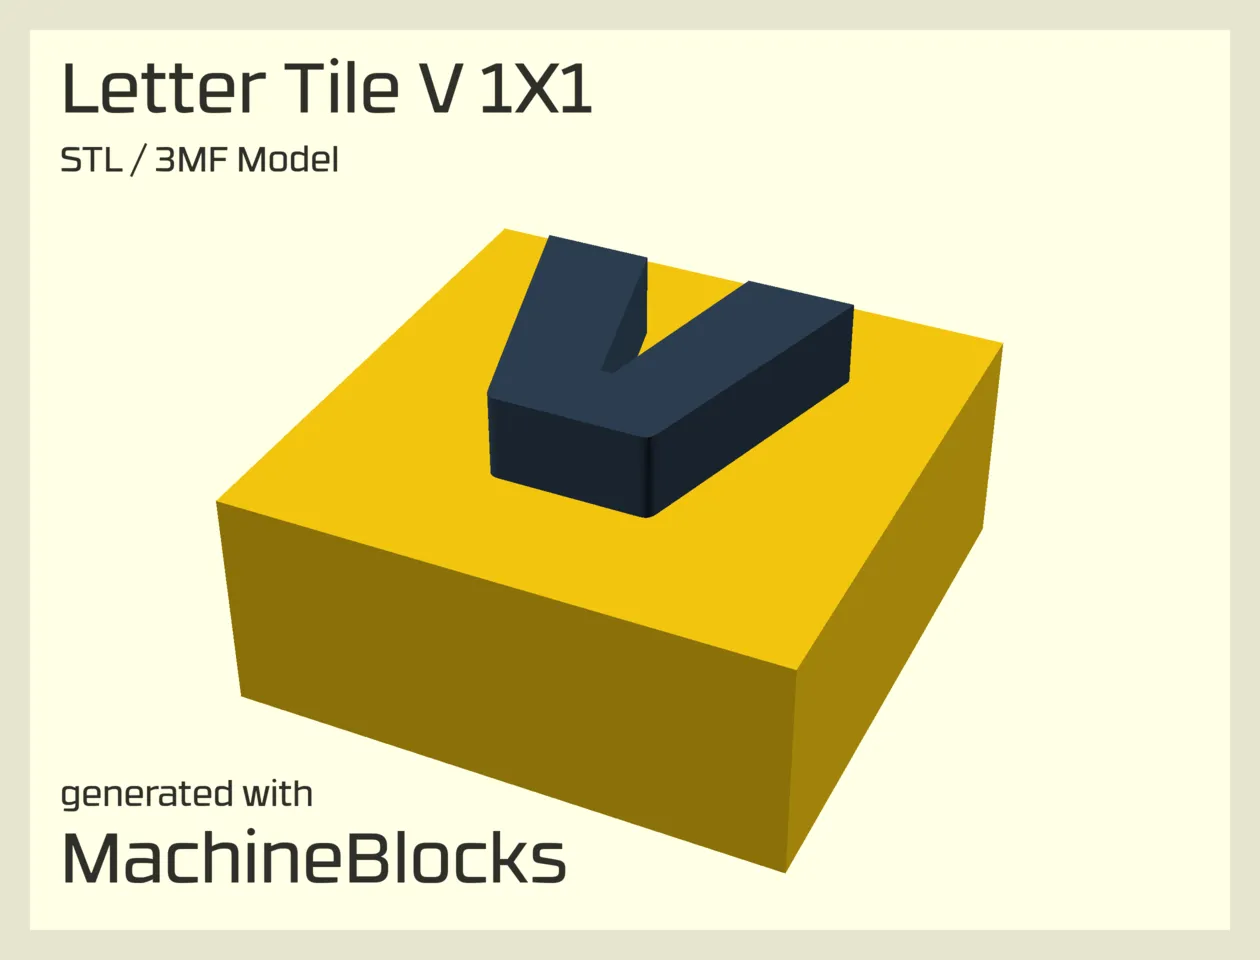 Letter Tile V 1X1
STL / 3MF Model
V
generated with
MachineBlocks